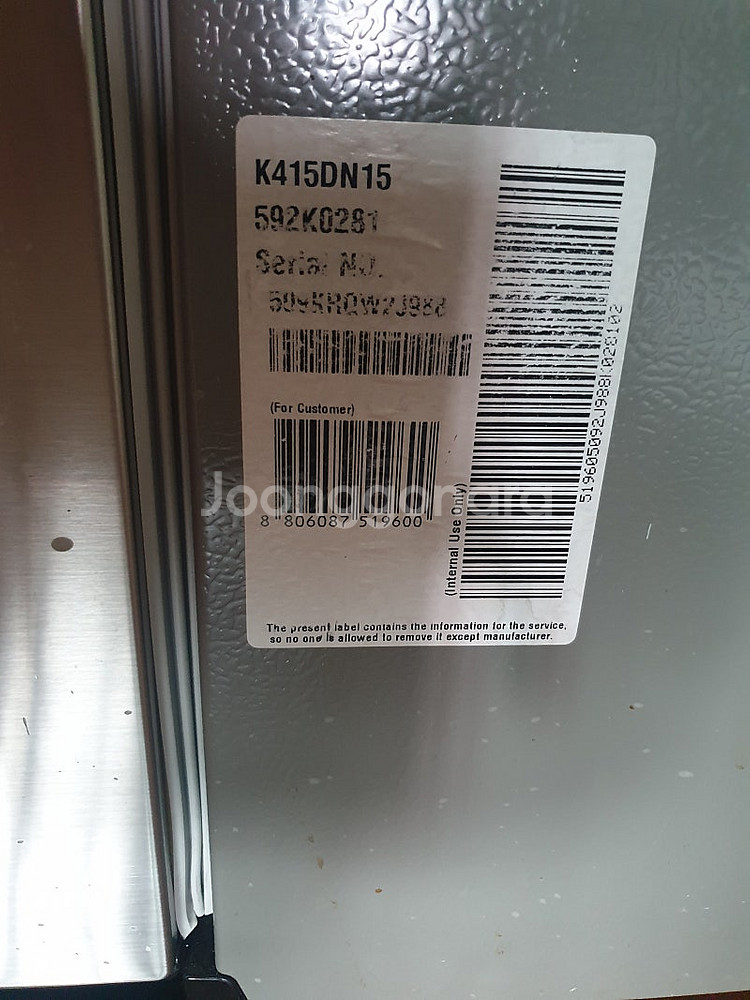 K415DN15
592K0281
Serial NO.
(For Customer)
8 806087 519600
(Internal Use Only)
The present label contains the information for the service,
so no one is allowed to remove it except manufacturer.
Joonggonara